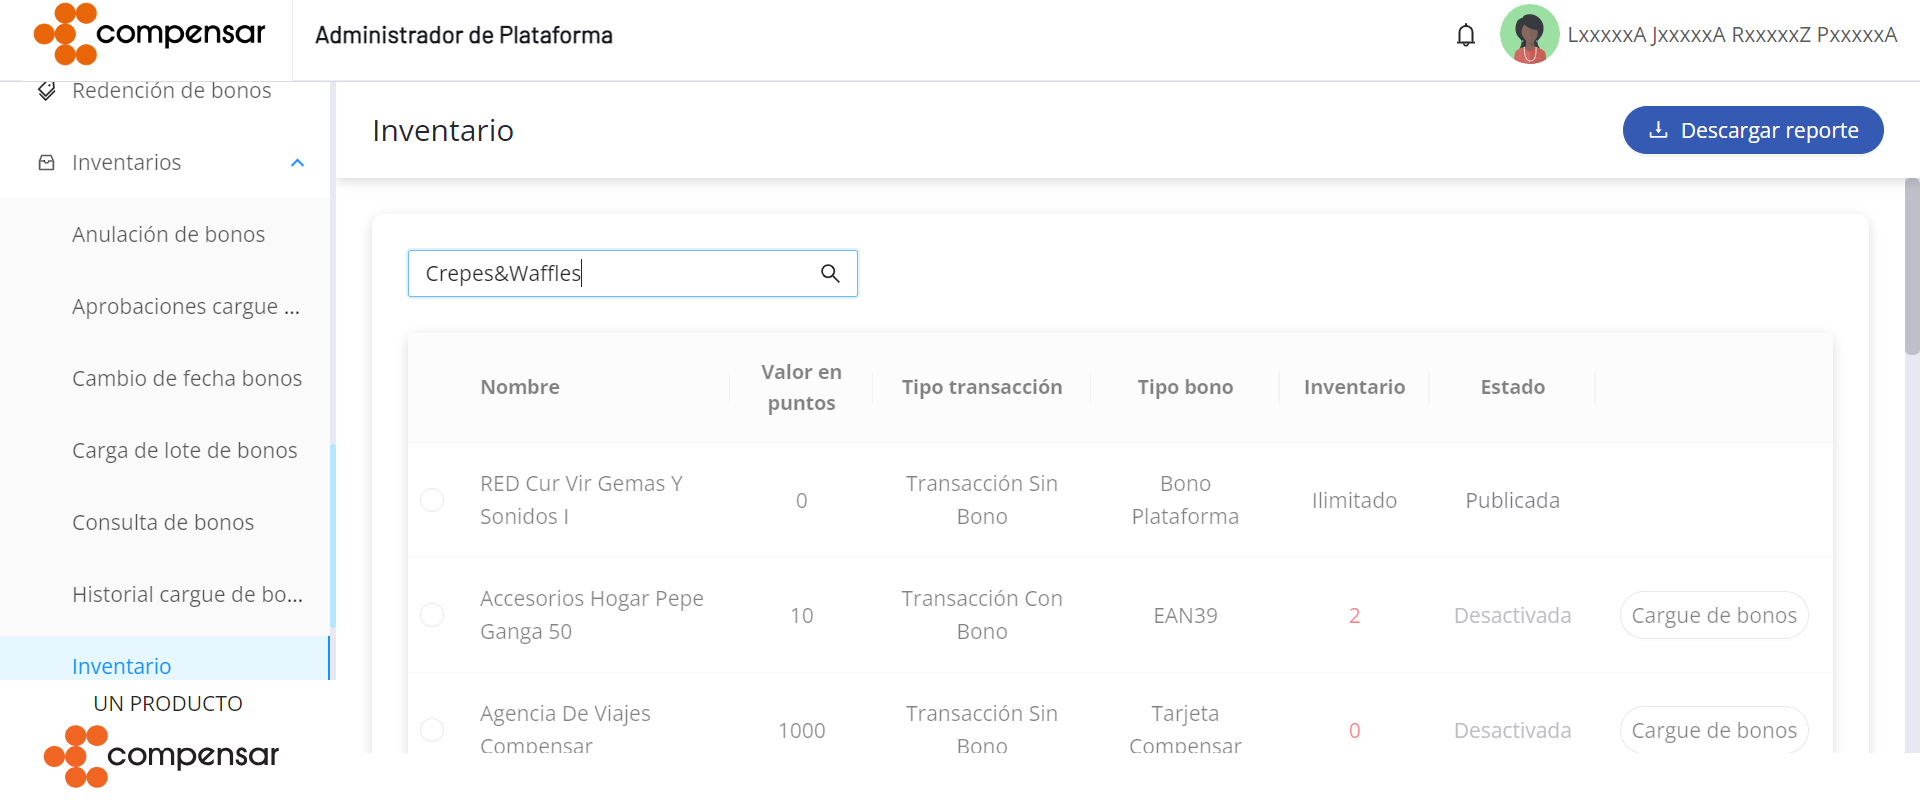 compensar
Administrador de Plataforma
LxxxxxA JxxxxxA RxxxxxZ PxxxxxA
Redención de bonos
Inventarios
Anulación de bonos
Aprobaciones cargue ...
Cambio de fecha bonos
Carga de lote de bonos
Consulta de bonos
Historial cargue de bo...
Inventario
UN PRODUCTO
compensar
Inventario
Descargar reporte
Crepes&Waffles
Nombre
Valor en
puntos
Tipo transacción
Tipo bono
Inventario
Estado
RED Cur Vir Gemas Y
Sonidos I
0
Transacción Sin
Bono
Bono
Plataforma
Ilimitado
Publicada
Accesorios Hogar Pepe
Ganga 50
10
Transacción Con
Bono
EAN39
2
Desactivada
Cargue de bonos
Agencia De Viajes
Compensar
1000
Transacción Sin
Bono
Tarjeta
Compensar
0
Desactivada
Cargue de bonos